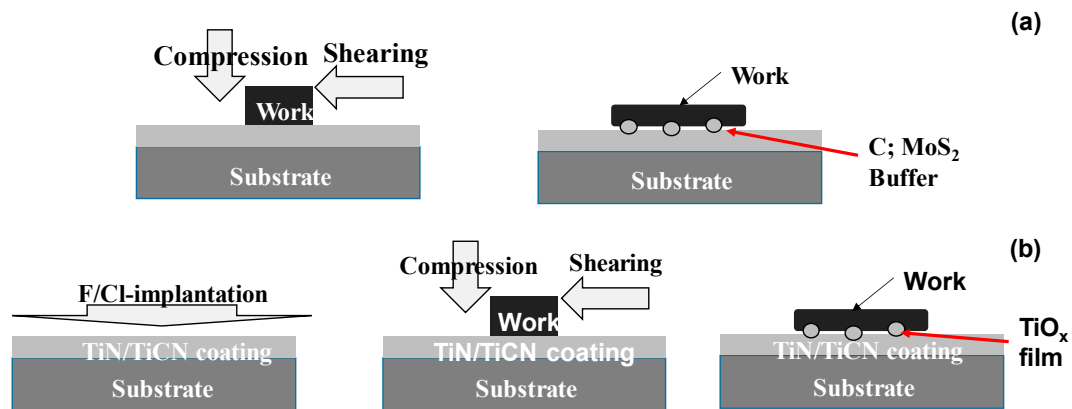 (a)
Compression
Shearing
Work
Substrate
Work
C; MoS₂
Buffer
Substrate
(b)
F/Cl-implantation
TiN/TiCN coating
Substrate
Compression
Shearing
Work
TiN/TiCN coating
Substrate
Work
TiOₓ
film
TiN/TiCN coating
Substrate